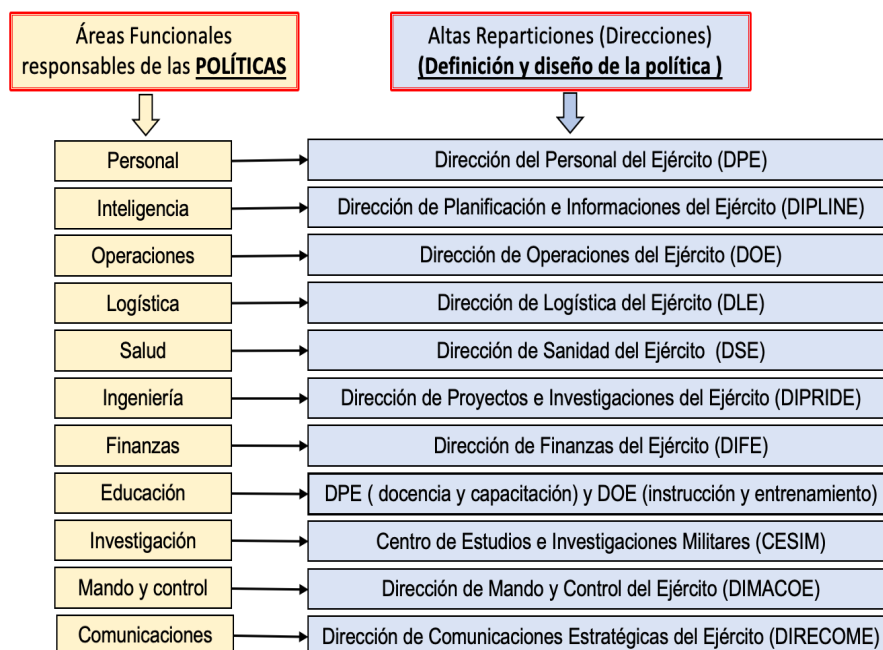 Áreas Funcionales
responsables de las POLÍTICAS
Altas Reparticiones (Direcciones)
(Definición y diseño de la política )
Personal
Dirección del Personal del Ejército (DPE)
Inteligencia
Dirección de Planificación e Informaciones del Ejército (DIPLINE)
Operaciones
Dirección de Operaciones del Ejército (DOE)
Logística
Dirección de Logística del Ejército (DLE)
Salud
Dirección de Sanidad del Ejército (DSE)
Ingeniería
Dirección de Proyectos e Investigaciones del Ejército (DIPRIDE)
Finanzas
Dirección de Finanzas del Ejército (DIFE)
Educación
DPE ( docencia y capacitación) y DOE (instrucción y entrenamiento)
Investigación
Centro de Estudios e Investigaciones Militares (CESIM)
Mando y control
Dirección de Mando y Control del Ejército (DIMACOE)
Comunicaciones
Dirección de Comunicaciones Estratégicas del Ejército (DIRECOME)